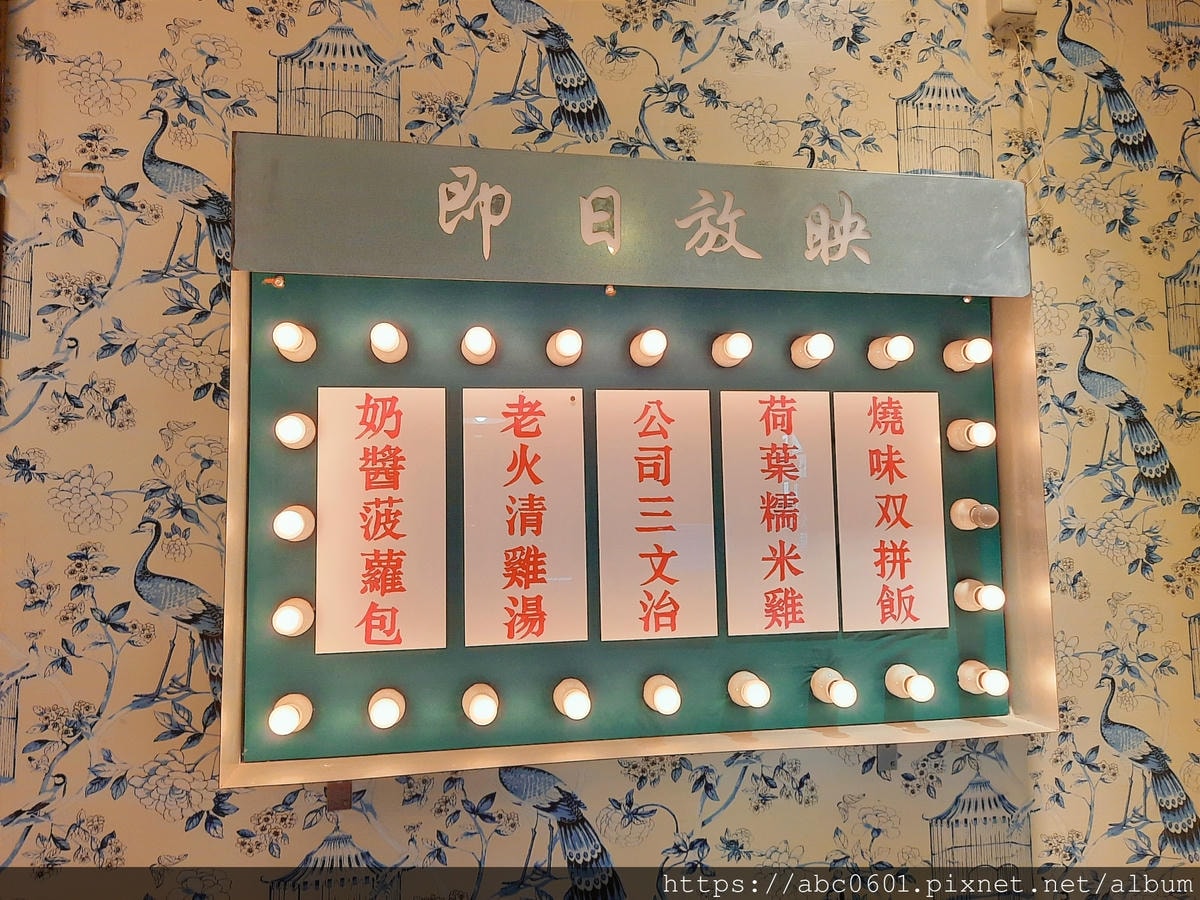 即日放映
奶醬菠蘿包
老火清雞湯
公司三文治
荷葉糯米雞
燒味双拼飯
https://abc0601.pixnet.net/album